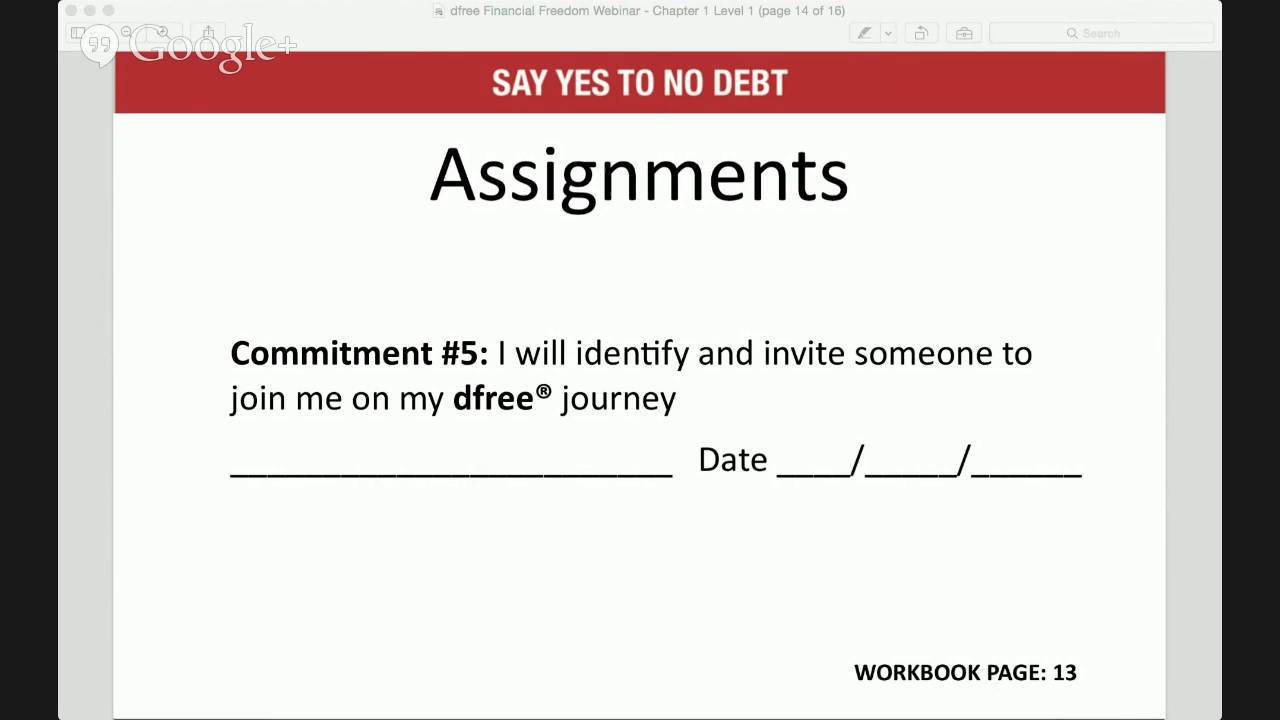 dfree Financial Freedom Webinar - Chapter 1 Level 1 (page 14 of 16)
Google+
Search
SAY YES TO NO DEBT
Assignments
Commitment #5: I will identify and invite someone to
join me on my dfree® journey
________________________ Date ____/_____/______
WORKBOOK PAGE: 13